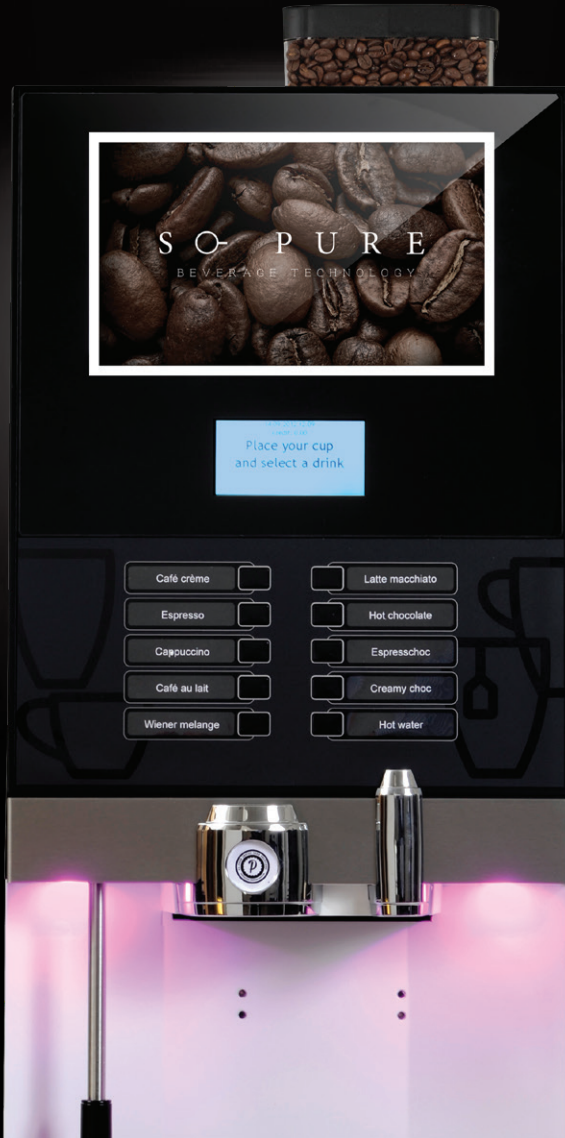 SO PURE
BEVERAGE TECHNOLOGY
Place your cup
and select a drink
Café crème
Latte macchiato
Espresso
Hot chocolate
Cappuccino
Espresschoc
Café au lait
Creamy choc
Wiener melange
Hot water